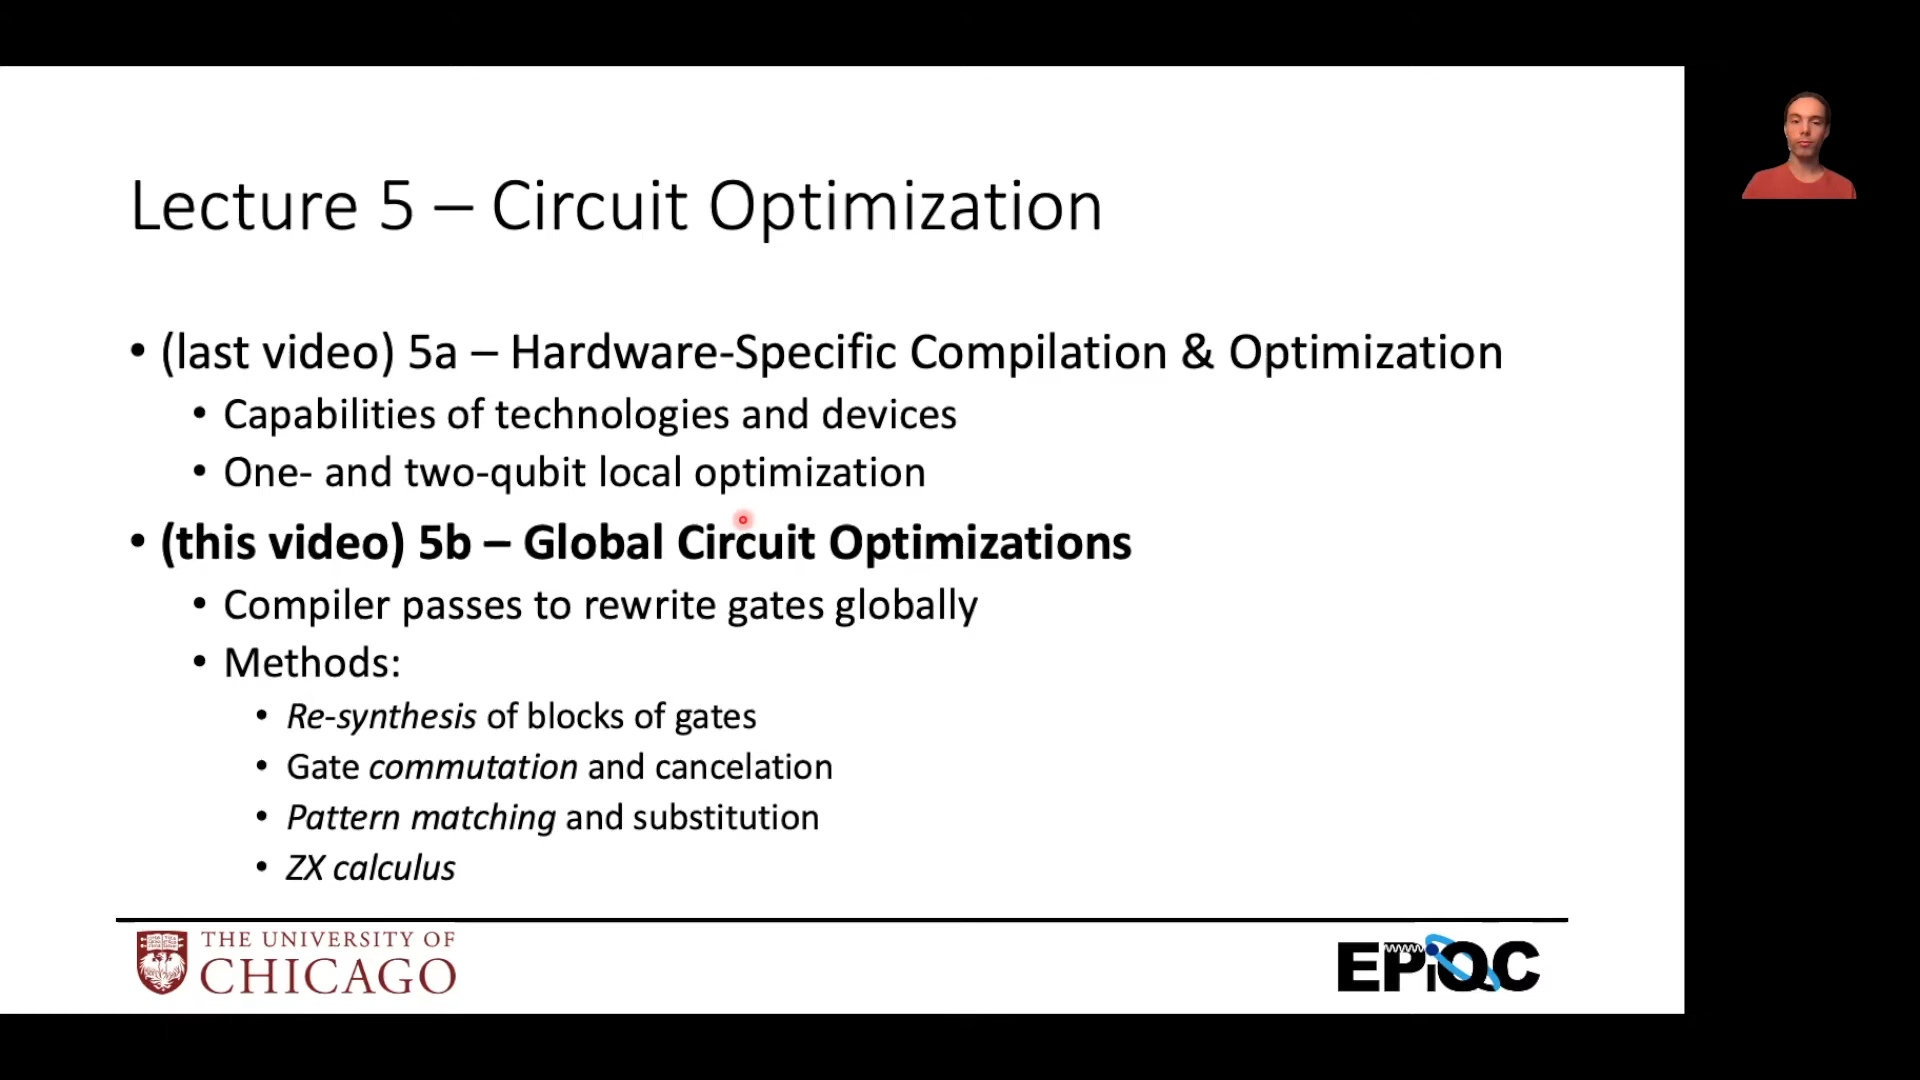 Lecture 5 – Circuit Optimization
• (last video) 5a – Hardware-Specific Compilation & Optimization
• Capabilities of technologies and devices
• One- and two-qubit local optimization
• (this video) 5b – Global Circuit Optimizations
• Compiler passes to rewrite gates globally
• Methods:
• Re-synthesis of blocks of gates
• Gate commutation and cancelation
• Pattern matching and substitution
• ZX calculus
THE UNIVERSITY OF
CHICAGO
EPiQC